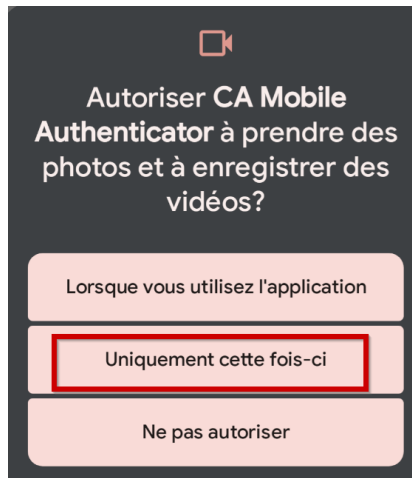 Autoriser CA Mobile
Authenticator à prendre des
photos et à enregistrer des
vidéos?
Lorsque vous utilisez l'application
Uniquement cette fois-ci
Ne pas autoriser